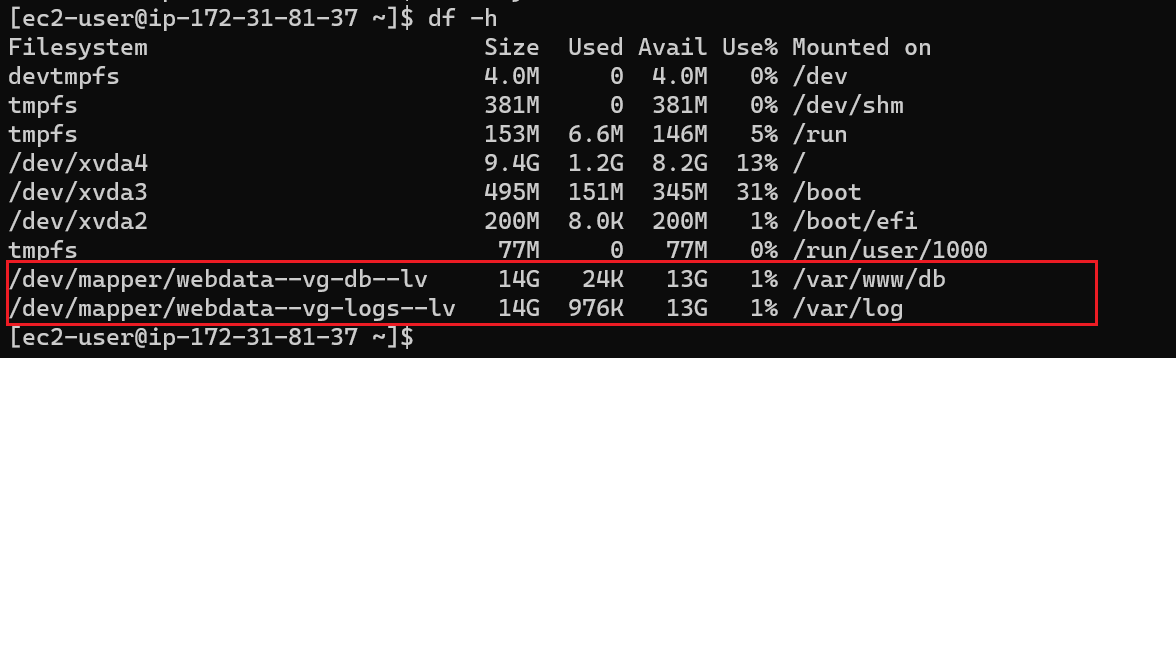 [ec2-user@ip-172-31-81-37 ~]$ df -h
Filesystem                        Size  Used Avail Use% Mounted on
devtmpfs                          4.0M     0  4.0M   0% /dev
tmpfs                             381M     0  381M   0% /dev/shm
tmpfs                             153M  6.6M  146M   5% /run
/dev/xvda4                        9.4G  1.2G  8.2G  13% /
/dev/xvda3                        495M  151M  345M  31% /boot
/dev/xvda2                        200M  8.0K  200M   1% /boot/efi
tmpfs                              77M     0   77M   0% /run/user/1000
/dev/mapper/webdata--vg-db--lv     14G   24K   13G   1% /var/www/db
/dev/mapper/webdata--vg-logs--lv   14G  976K   13G   1% /var/log
[ec2-user@ip-172-31-81-37 ~]$